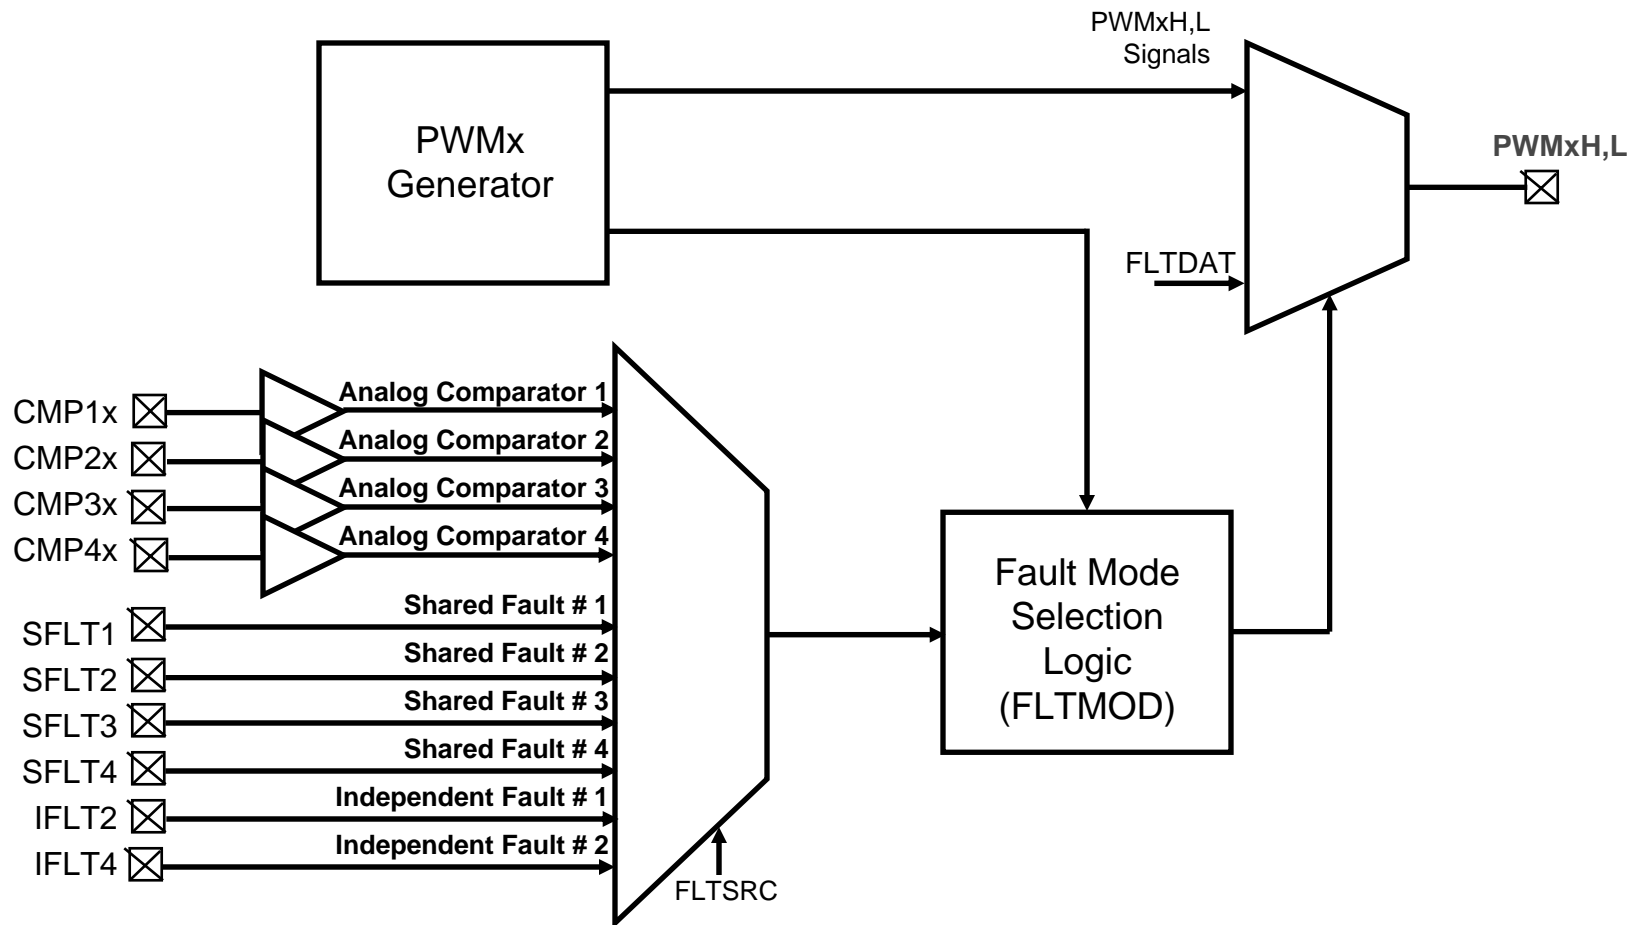 PWMxH,L
Signals
PWMx
Generator
PWMxH,L
FLTDAT
CMP1x
Analog Comparator 1
CMP2x
Analog Comparator 2
CMP3x
Analog Comparator 3
CMP4x
Analog Comparator 4
Fault Mode
Selection
Logic
(FLTMOD)
SFLT1
Shared Fault # 1
SFLT2
Shared Fault # 2
SFLT3
Shared Fault # 3
SFLT4
Shared Fault # 4
IFLT2
Independent Fault # 1
IFLT4
Independent Fault # 2
FLTSRC